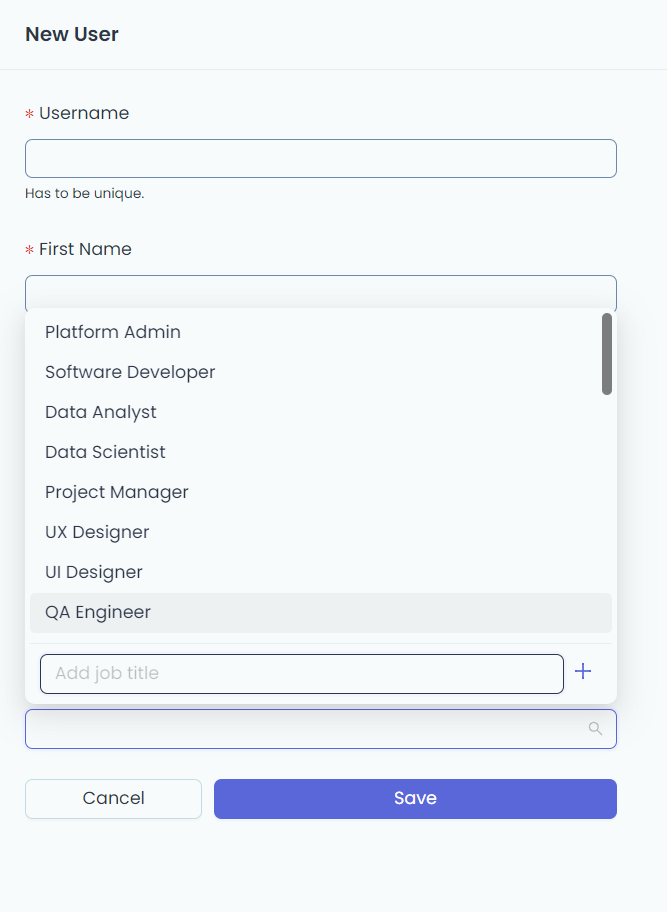 New User
* Username
Has to be unique.
* First Name
Platform Admin
Software Developer
Data Analyst
Data Scientist
Project Manager
UX Designer
UI Designer
QA Engineer
Add job title
Cancel
Save